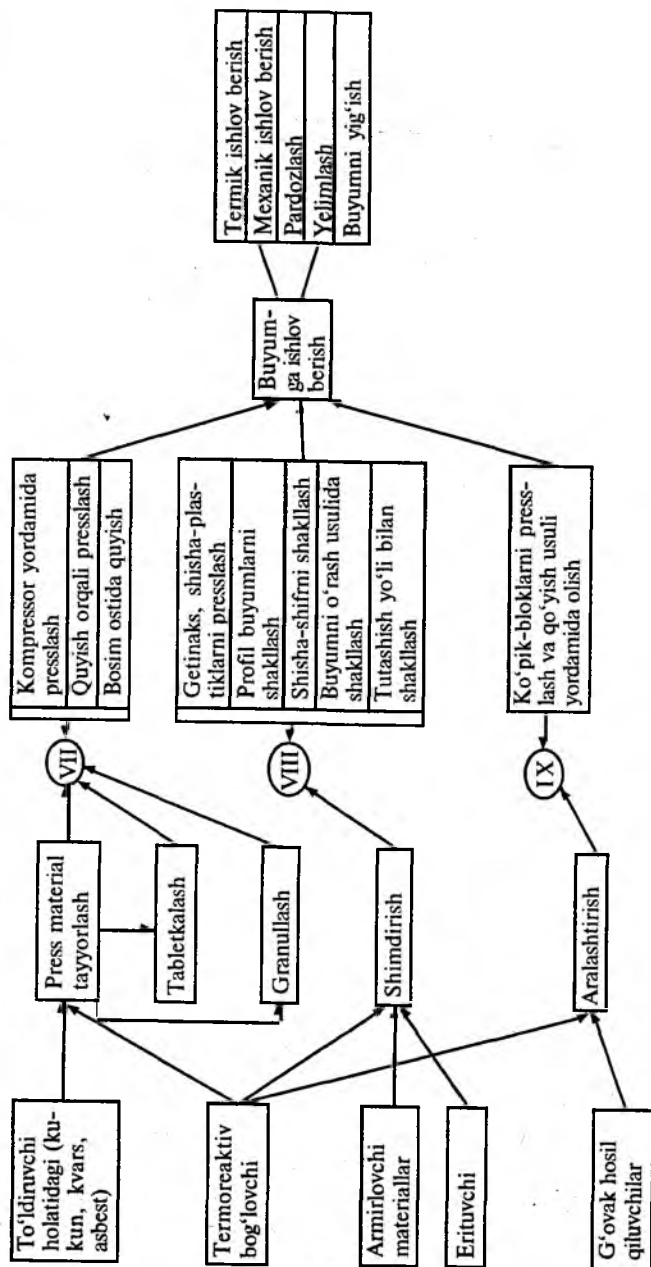 To'ldiruvchi
holatidagi (ku-
kun, kvars,
asbest)
Termoreaktiv
bog'lovchi
Armirlovchi
materiallar
Erituvchi
G'ovak hosil
qiluvchilar
Press material
tayyorlash
Tabletkalash
Granullash
Shimdirish
Aralashtirish
VII
VIII
IX
Kompressor yordamida
presslash
Quyish orqali presslash
Bosim ostida quyish
Getinaks, shisha-plas-
tiklarni presslash
Profil buyumlarni
shakllash
Shisha-shifrni shakllash
Buyumni o'rash usulida
shakllash
Tutashish yo'li bilan
shakllash
Ko'pik-bloklarni press-
lash va qo'yish usuli
yordamida olish
Buyum-
ga ishlov
berish
Termik ishlov berish
Mexanik ishlov berish
Pardozlash
Yelimlash
Buyumni yig'ish